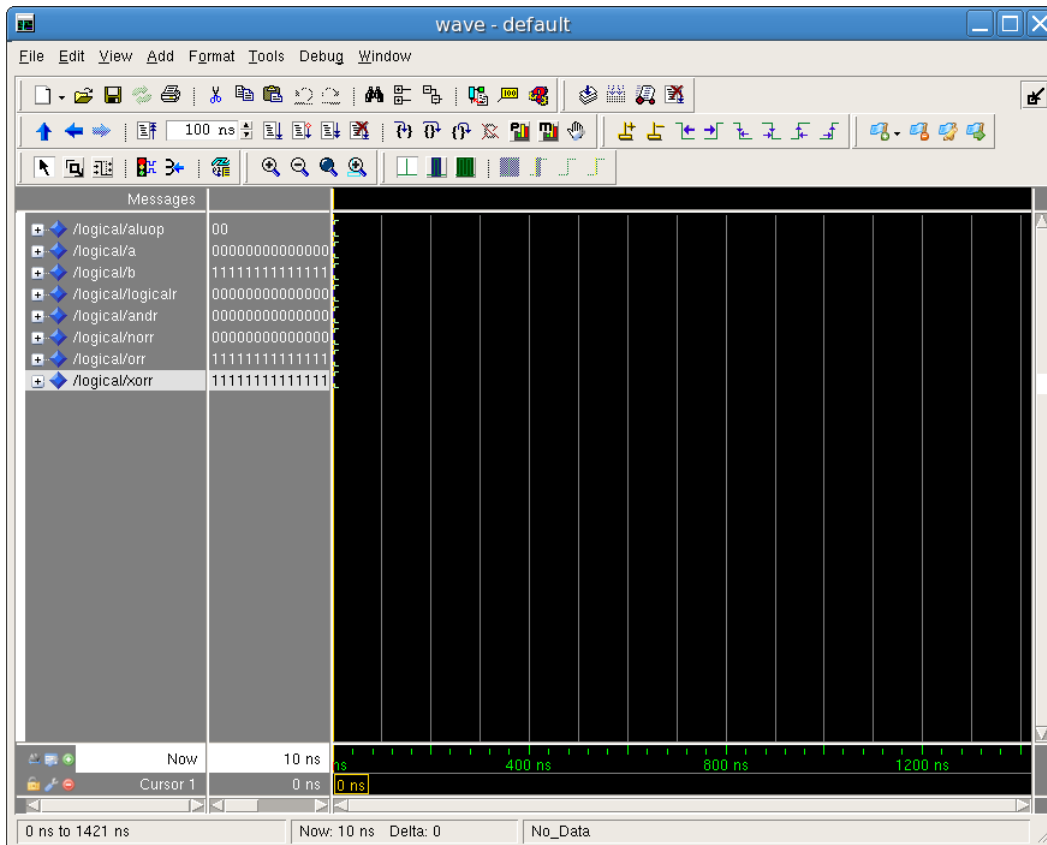 wave - default
File Edit View Add Format Tools Debug Window
100 ns
Messages
/logical/aluop 00
/logical/a 00000000000000
/logical/b 11111111111111
/logical/logicalr 00000000000000
/logical/andr 00000000000000
/logical/norr 00000000000000
/logical/orr 11111111111111
/logical/xorr 11111111111111
Now 10 ns ns 400 ns 800 ns 1200 ns
Cursor 1 0 ns 0 ns
0 ns to 1421 ns Now: 10 ns Delta: 0 No_Data